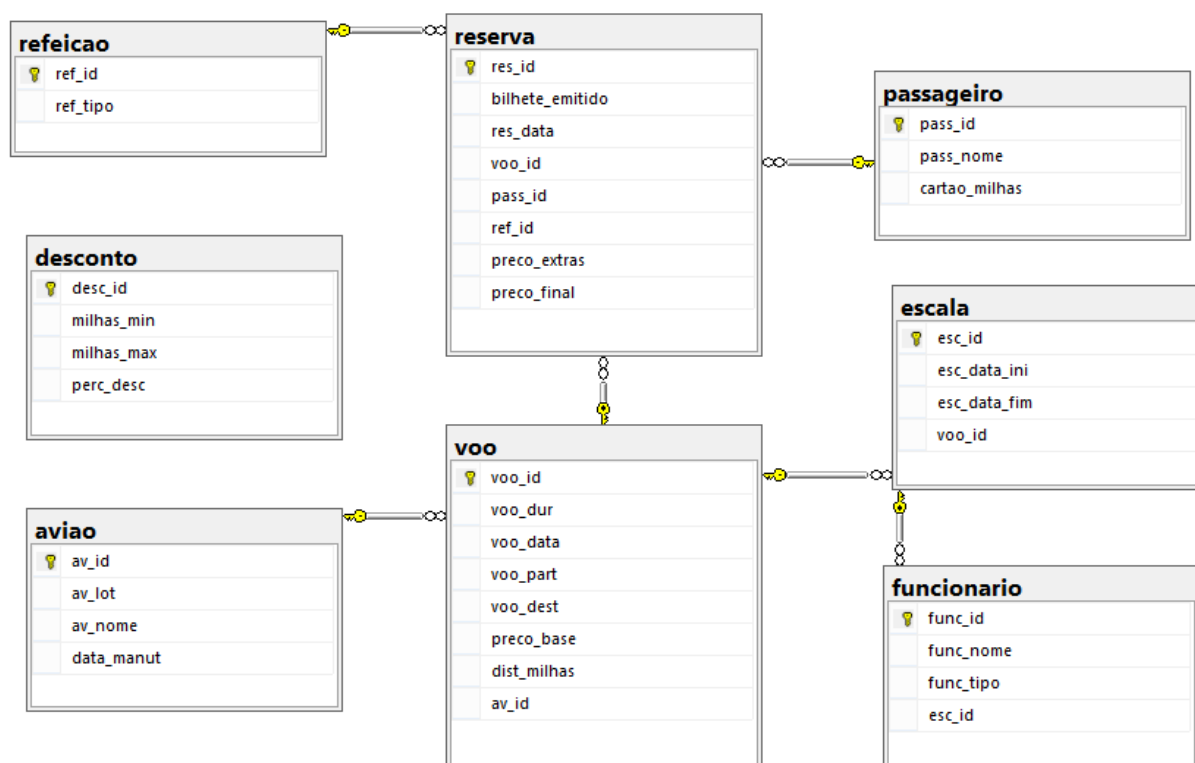 refeicao
ref_id
ref_tipo
reserva
res_id
bilhete_emitido
res_data
voo_id
pass_id
ref_id
preco_extras
preco_final
passageiro
pass_id
pass_nome
cartao_milhas
desconto
desc_id
milhas_min
milhas_max
perc_desc
escala
esc_id
esc_data_ini
esc_data_fim
voo_id
voo
voo_id
voo_dur
voo_data
voo_part
voo_dest
preco_base
dist_milhas
av_id
aviao
av_id
av_lot
av_nome
data_manut
funcionario
func_id
func_nome
func_tipo
esc_id